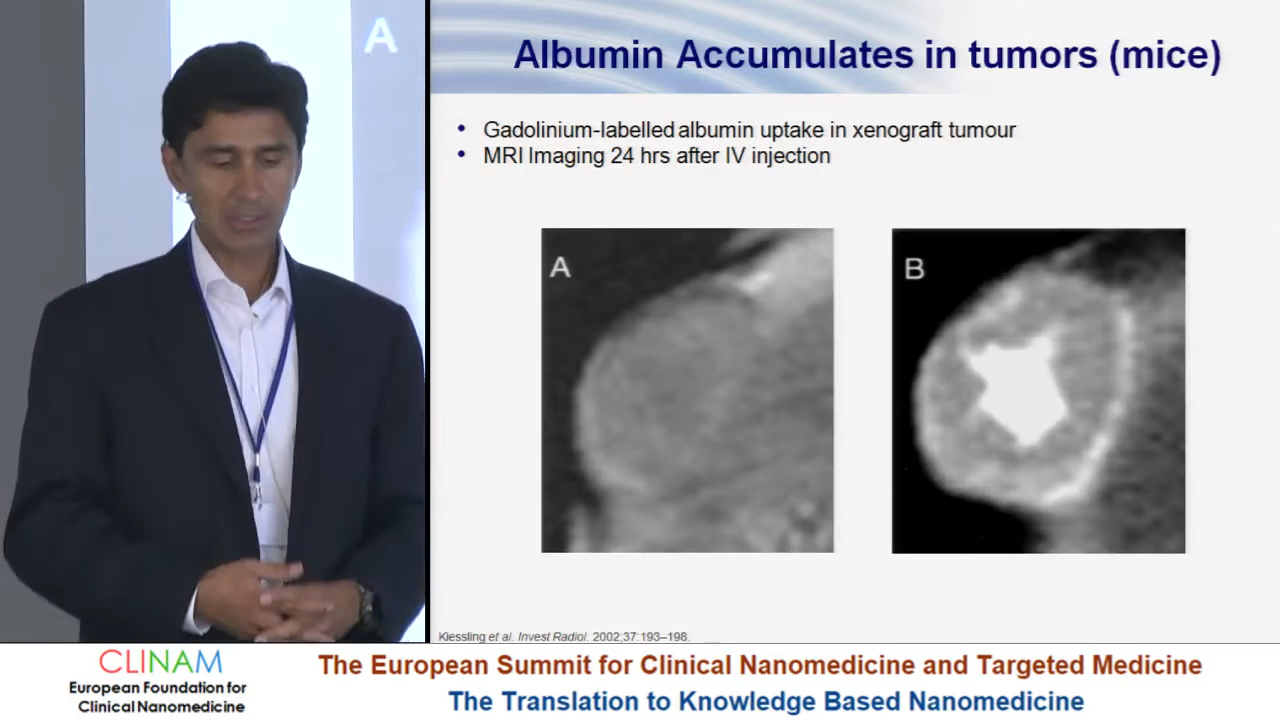 A
Albumin Accumulates in tumors (mice)
• Gadolinium-labelled albumin uptake in xenograft tumour
• MRI Imaging 24 hrs after IV injection
A
B
Kiessling et al. Invest Radiol. 2002;37:193–198.
CLINAM
European Foundation for
Clinical Nanomedicine
The European Summit for Clinical Nanomedicine and Targeted Medicine
The Translation to Knowledge Based Nanomedicine